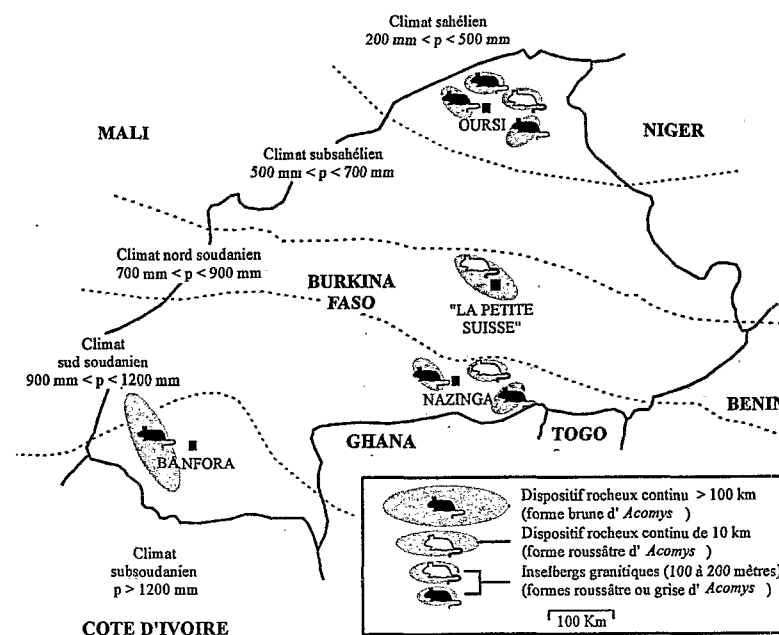 Climat sahélien
200 mm < p < 500 mm
MALI
OURSI
NIGER
Climat subsahélien
500 mm < p < 700 mm
Climat nord soudanien
700 mm < p < 900 mm
BURKINA
FASO
"LA PETITE
SUISSE"
Climat
sud soudanien
900 mm < p < 1200 mm
NAZINGA
BENIN
BANFORA
GHANA
TOGO
Dispositif rocheux continu > 100 km
(forme brune d' Acomys )
Dispositif rocheux continu de 10 km
(forme roussâtre d' Acomys )
Inselbergs granitiques (100 à 200 mètres)
(formes roussâtre ou grise d' Acomys )
100 Km
Climat
subsoudanien
p > 1200 mm
COTE D'IVOIRE